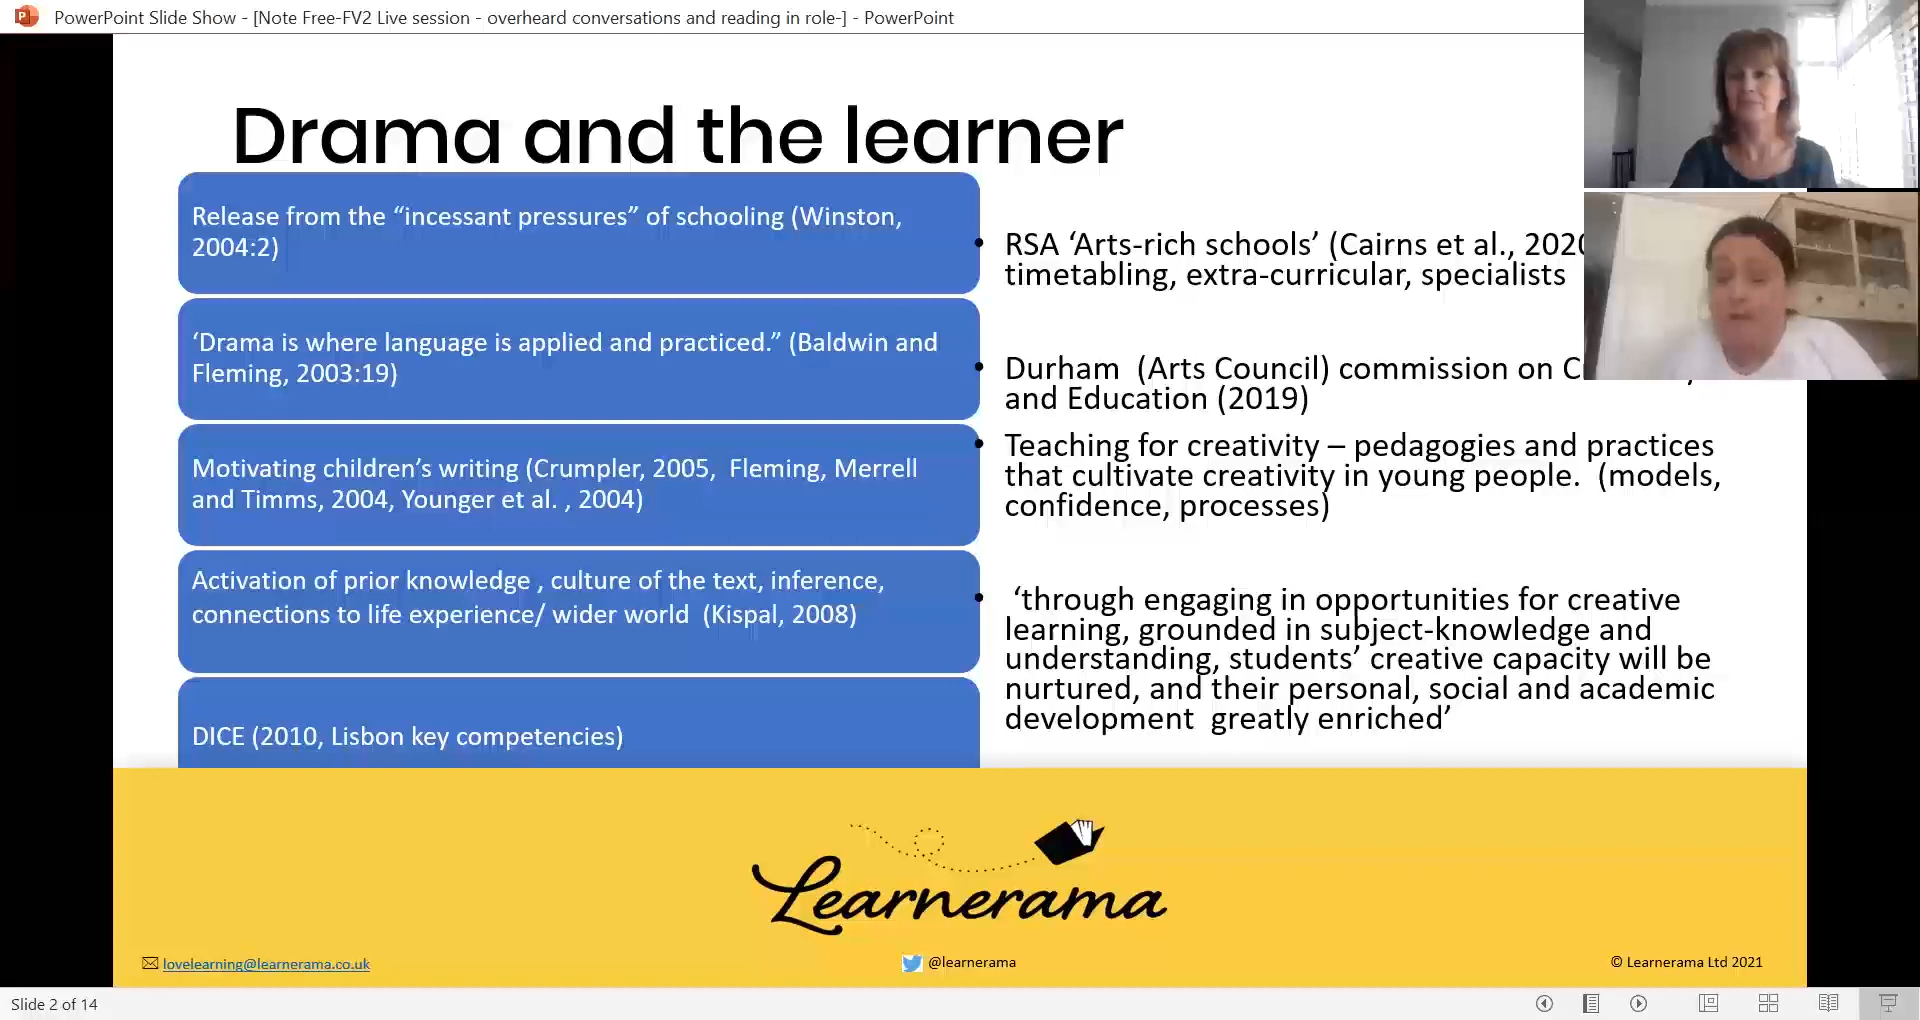 PowerPoint Slide Show - [Note Free-FV2 Live session - overheard conversations and reading in role-] - PowerPoint
Drama and the learner
Release from the “incessant pressures” of schooling (Winston,
2004:2)
‘Drama is where language is applied and practiced.” (Baldwin and
Fleming, 2003:19)
Motivating children’s writing (Crumpler, 2005,  Fleming, Merrell
and Timms, 2004, Younger et al. , 2004)
Activation of prior knowledge , culture of the text, inference,
connections to life experience/ wider world  (Kispal, 2008)
DICE (2010, Lisbon key competencies)
• RSA ‘Arts-rich schools’ (Cairns et al., 2020
timetabling, extra-curricular, specialists
• Durham  (Arts Council) commission on
and Education (2019)
• Teaching for creativity – pedagogies and practices
that cultivate creativity in young people.  (models,
confidence, processes)
• ‘through engaging in opportunities for creative
learning, grounded in subject-knowledge and
understanding, students’ creative capacity will be
nurtured, and their personal, social and academic
development  greatly enriched’
Learnerama
lovelearning@learnerama.co.uk
@learnerama
© Learnerama Ltd 2021
Slide 2 of 14